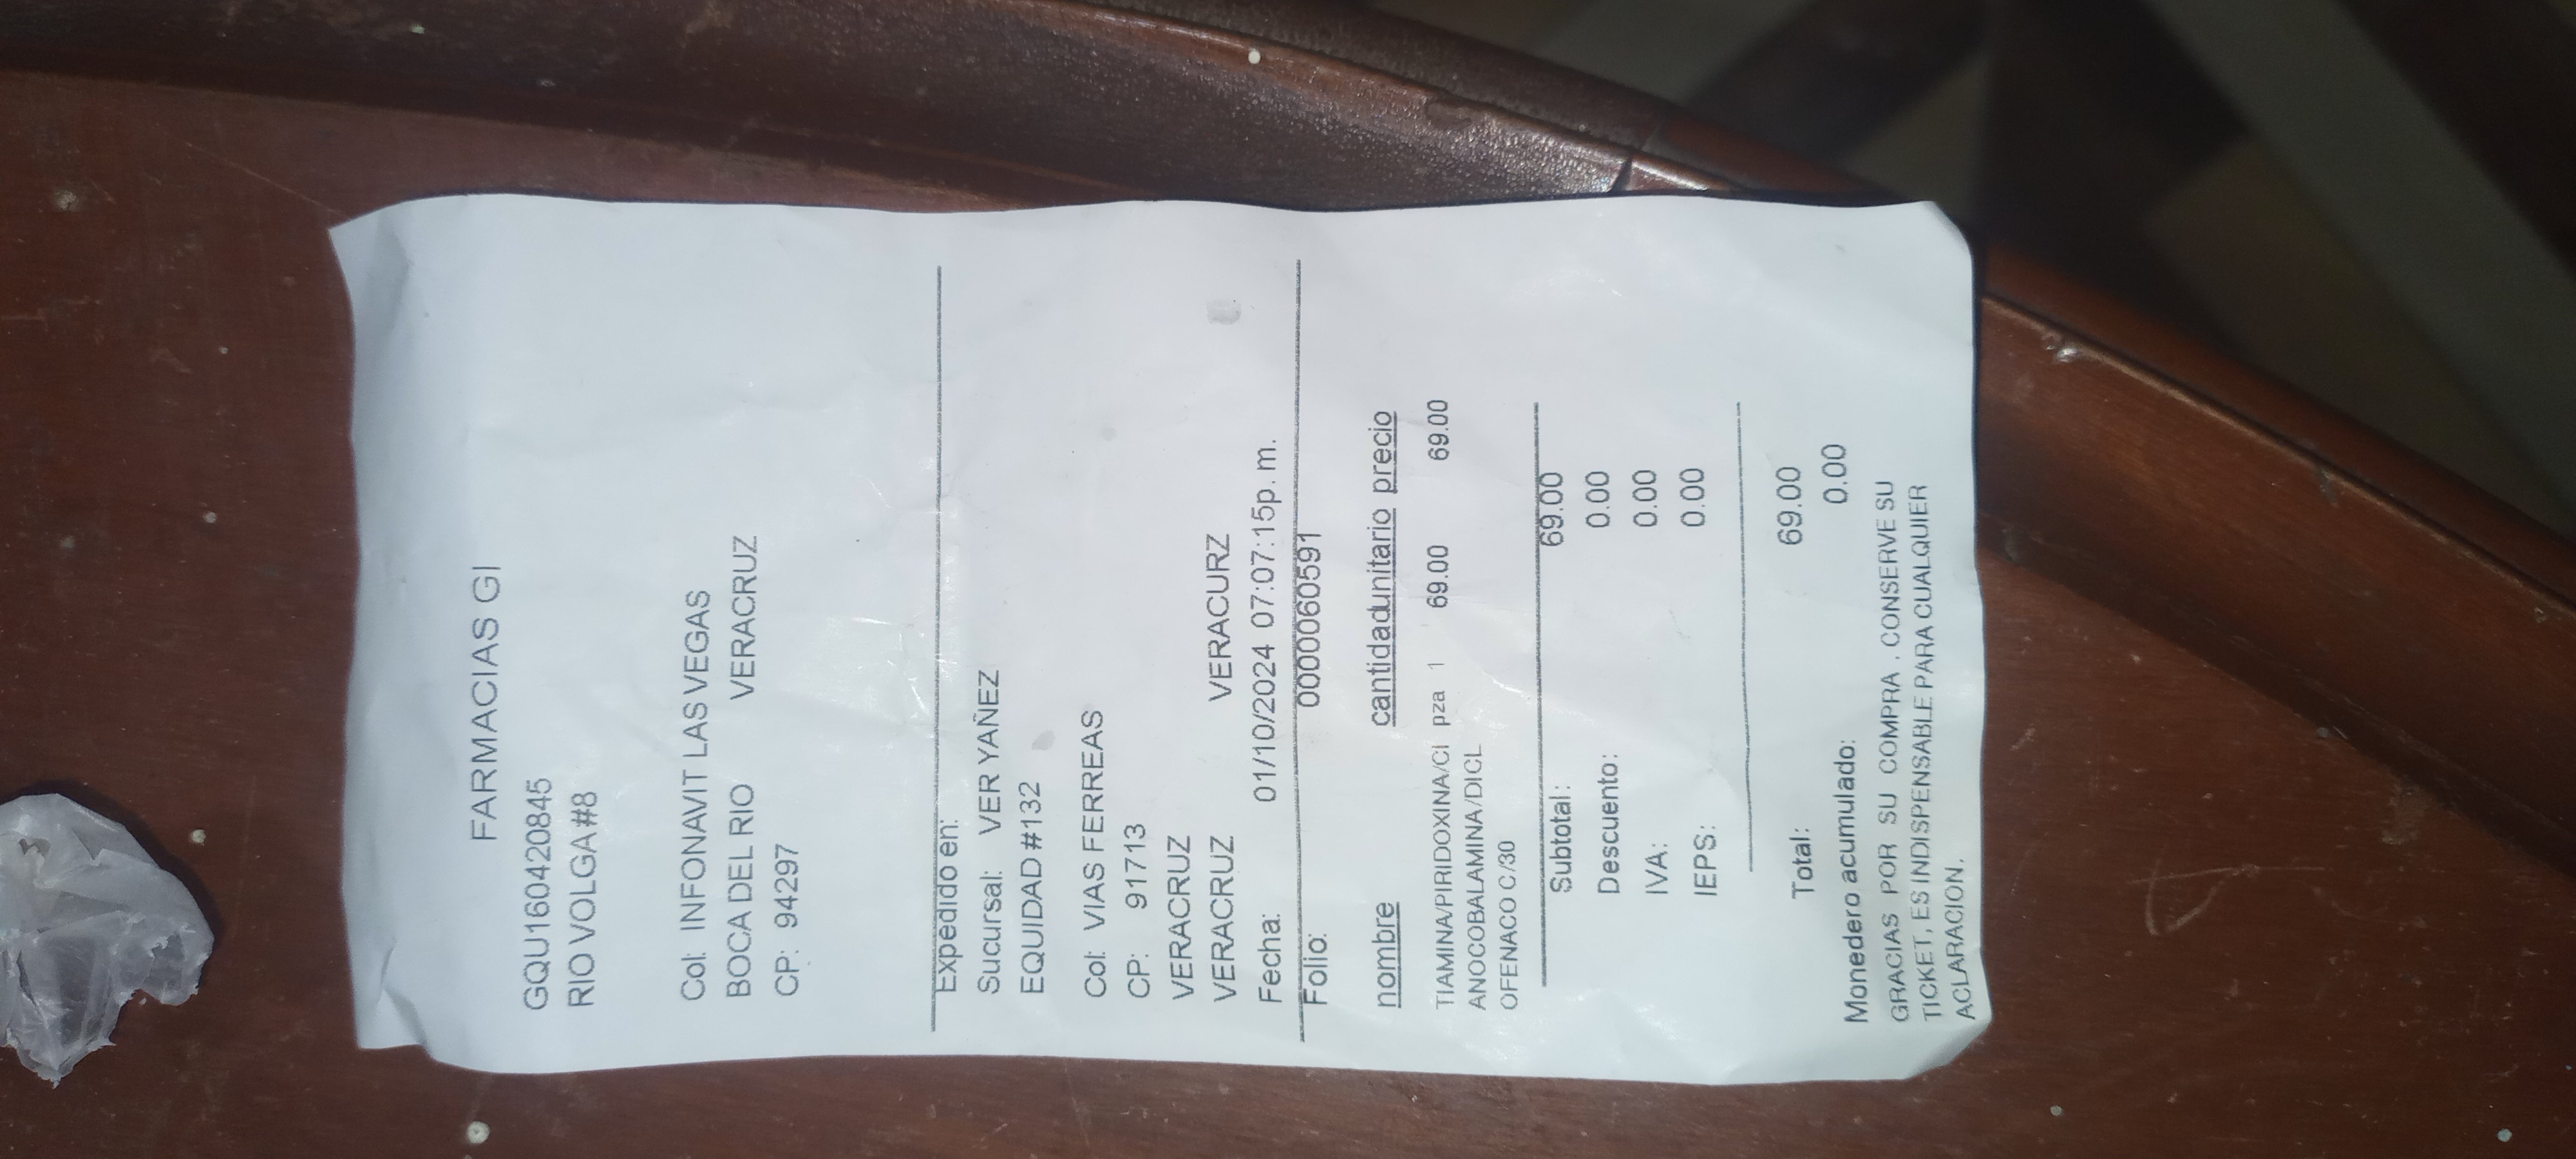 FARMACIAS GI
GQU160420845
RIO VOLGA#8
Col: INFONAVIT LAS VEGAS
BOCA DEL RIO VERACRUZ
CP: 94297
Expedido en:
Sucursal: VER YAÑEZ
EQUIDAD #132
Col: VIAS FERREAS
CP: 91713
VERACRUZ
VERACRUZ VERACURZ
Fecha: 01/10/2024 07:07:15p. m.
Folio: 0000060591
nombre cantidadunitario precio
TIAMINA/PIRIDOXINA/CI pza 1 69.00 69.00
ANOCOBALAMINA/DICL
OFENACO C/30
Subtotal: 69.00
Descuento: 0.00
IVA: 0.00
IEPS: 0.00
Total: 69.00
Monedero acumulado: 0.00
GRACIAS POR SU COMPRA . CONSERVE SU
TICKET, ES INDISPENSABLE PARA CUALQUIER
ACLARACION.